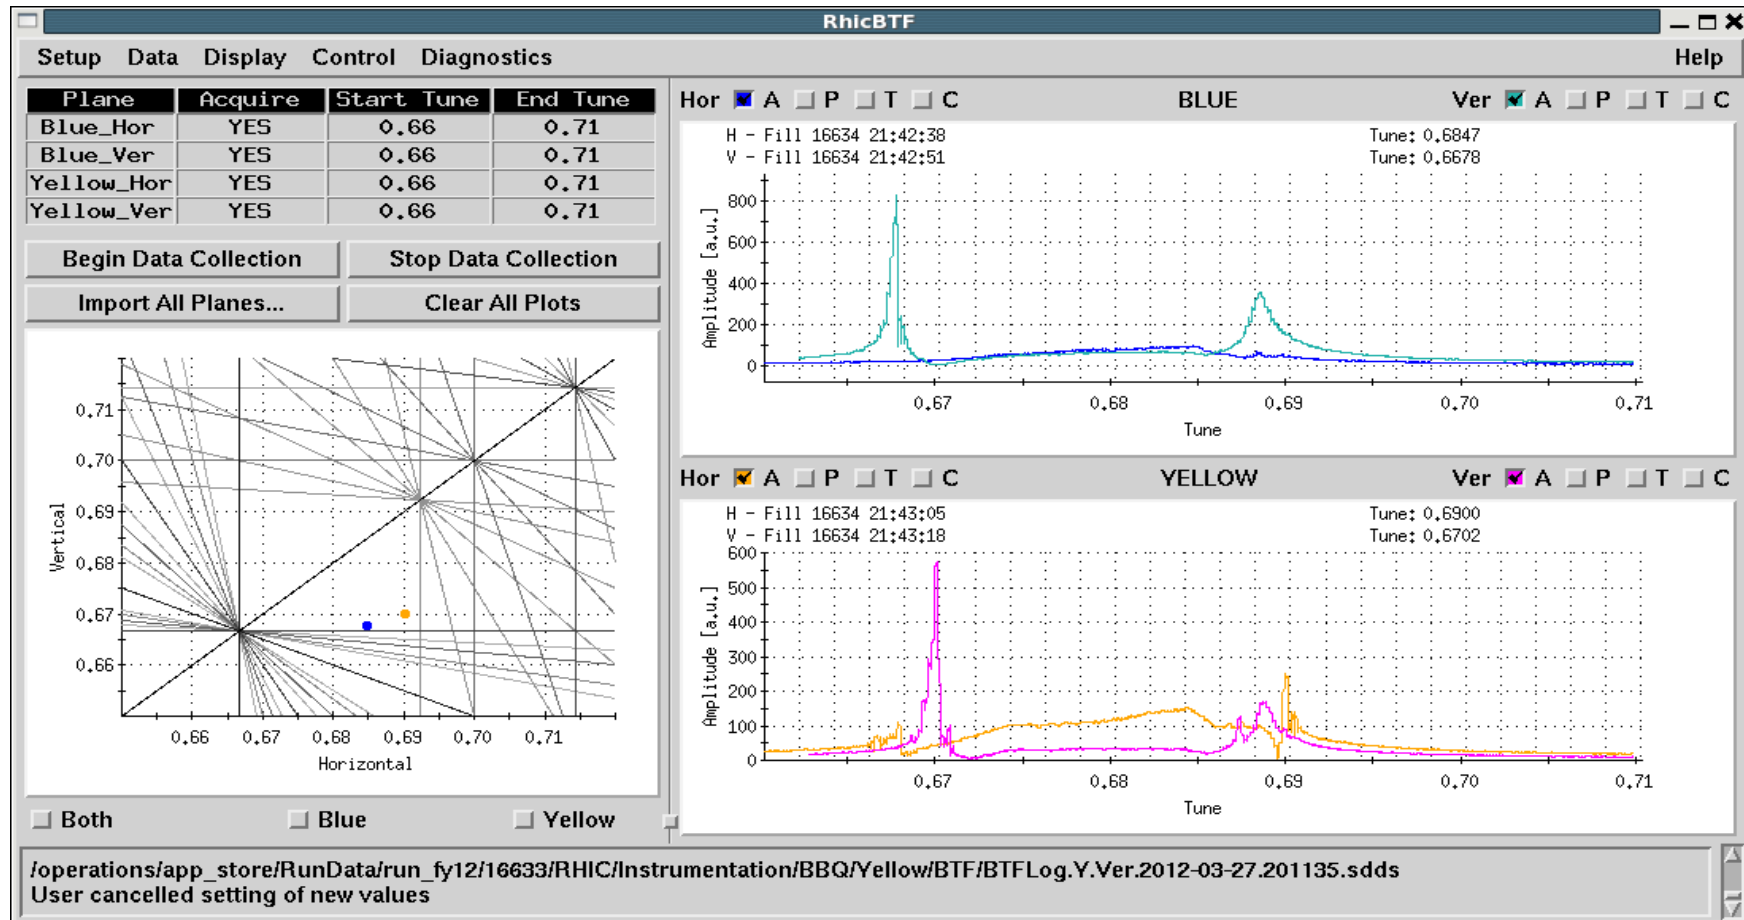 RhicBTF
Setup Data Display Control Diagnostics Help
Plane Acquire Start Tune End Tune
Blue_Hor YES 0.66 0.71
Blue_Ver YES 0.66 0.71
Yellow_Hor YES 0.66 0.71
Yellow_Ver YES 0.66 0.71
Begin Data Collection Stop Data Collection
Import All Planes... Clear All Plots
0.71
0.70
0.69
0.68
0.67
0.66
Vertical
0.66 0.67 0.68 0.69 0.70 0.71
Horizontal
Both Blue Yellow
Hor A P T C BLUE Ver A P T C
H - Fill 16634 21:42:38 Tune: 0.6847
V - Fill 16634 21:42:51 Tune: 0.6678
800
600
400
200
0
Amplitude [a.u.]
0.67 0.68 0.69 0.70 0.71
Tune
Hor A P T C YELLOW Ver A P T C
H - Fill 16634 21:43:05 Tune: 0.6900
V - Fill 16634 21:43:18 Tune: 0.6702
600
500
400
300
200
100
0
Amplitude [a.u.]
0.67 0.68 0.69 0.70 0.71
Tune
/operations/app_store/RunData/run_fy12/16633/RHIC/Instrumentation/BBQ/Yellow/BTF/BTFLog.Y.Ver.2012-03-27.201135.sdds
User cancelled setting of new values